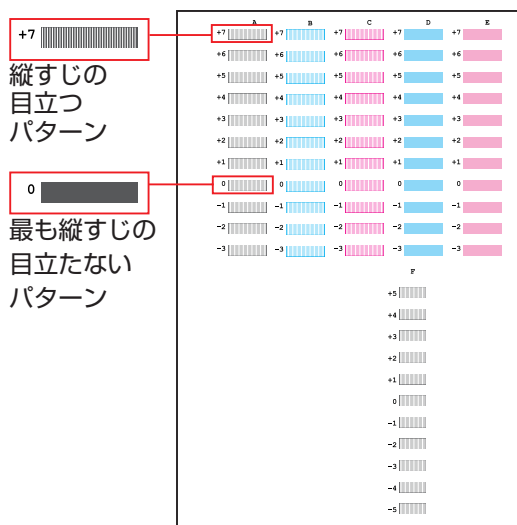 +7
縦すじの
目立つ
パターン
0
最も縦すじの
目立たない
パターン
A B C D E
+7 +7 +7 +7 +7
+6 +6 +6 +6 +6
+5 +5 +5 +5 +5
+4 +4 +4 +4 +4
+3 +3 +3 +3 +3
+2 +2 +2 +2 +2
+1 +1 +1 +1 +1
0 0 0 0 0
-1 -1 -1 -1 -1
-2 -2 -2 -2 -2
-3 -3 -3 -3 -3
F
+5
+4
+3
+2
+1
0
-1
-2
-3
-4
-5